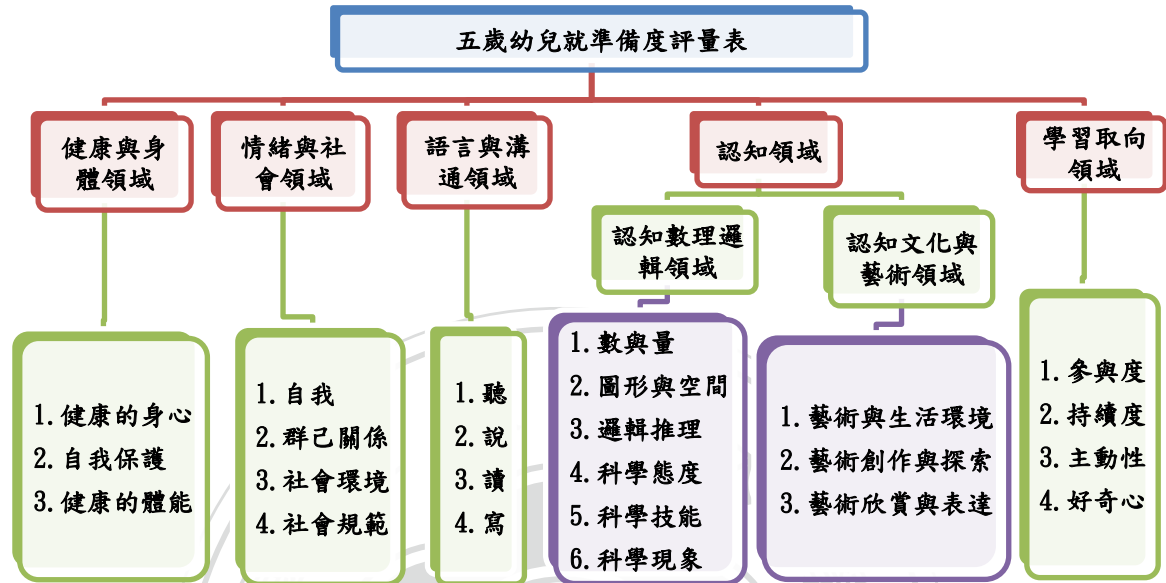 五歲幼兒就準備度評量表
健康與身
體領域
情緒與社
會領域
語言與溝
通領域
認知領域
學習取向
領域
認知數理邏
輯領域
認知文化與
藝術領域
1.健康的身心
2.自我保護
3.健康的體能
1.自我
2.群己關係
3.社會環境
4.社會規範
1.聽
2.說
3.讀
4.寫
1.數與量
2.圖形與空間
3.邏輯推理
4.科學態度
5.科學技能
6.科學現象
1.藝術與生活環境
2.藝術創作與探索
3.藝術欣賞與表達
1.參與度
2.持續度
3.主動性
4.好奇心